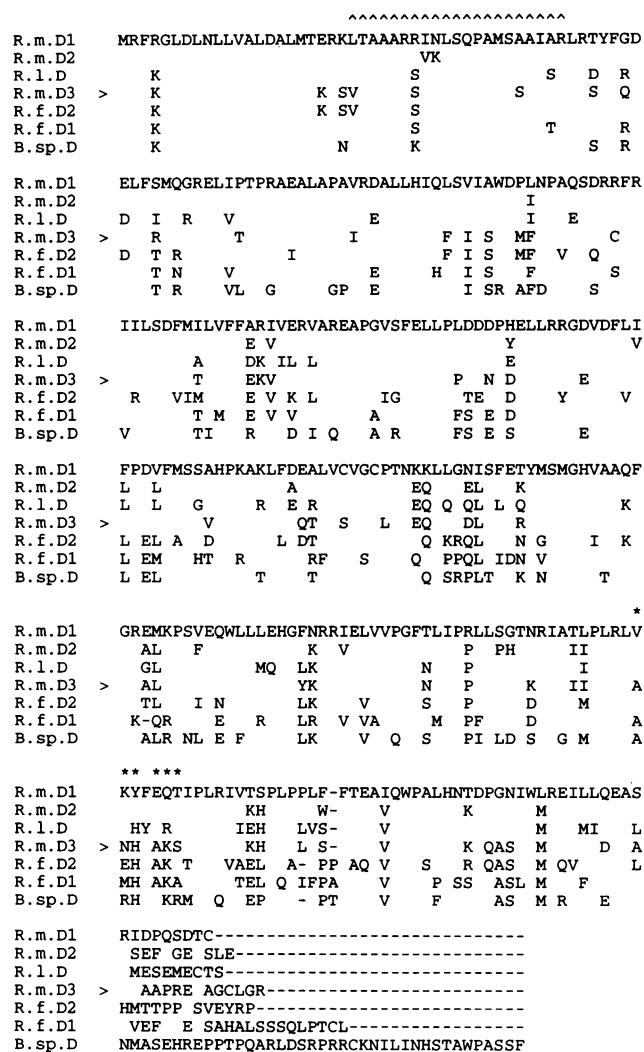 ^^^^^^^^^^^^^^^^^^^^^^
R.m.D1 MRFRGLDLNLLVALDALMTERKLTAAARRINLSQPAMSAAIARLRTYFGD
R.m.D2 VK
R.l.D K S S D R
R.m.D3 > K K SV S S S Q
R.f.D2 K K SV S
R.f.D1 K S T R
B.sp.D K N K S R
R.m.D1 ELFSMQGRELIPTPRAEALAPAVRDALLHIQLSVIAWDPLNPAQSDRRFR
R.m.D2 I
R.l.D D I R V E I E
R.m.D3 > R T I L I S MF C
R.f.D2 D T R I F I S MF V Q
R.f.D1 T N V E H I S F S
B.sp.D T R VL G GP E I SR AFD S
R.m.D1 IILSDFMILVFFARIVERVAREAPGVSFELLPLDDDPHELLRRGDVDFLI
R.m.D2 E V Y V
R.l.D A DK IL L E
R.m.D3 > T EKV P N D E
R.f.D2 R VIM E V K L IG TE D Y V
R.f.D1 T M E V V A FS E D
B.sp.D V TI R D I Q A R FS E S E
R.m.D1 FPDVFMSSAHPKAKLFDEALVCVGCPTNKKLLGNISFETYMSMGHVAAQF
R.m.D2 L L A EQ EL K
R.l.D L L G R E R EQ Q QL L Q K
R.m.D3 > V QT S L EQ DL R
R.f.D2 L EL A D L DT Q KRQL N G I K
R.f.D1 L EM HT R RF S Q PPQL IDN V
B.sp.D L EL T T Q SRPLT K N T
*
R.m.D1 GREMKPSVEQWLLLEHGFNRRIELVVPGFTLIPRLLSGTNRIATLPLRLV
R.m.D2 AL F K V P PH II
R.l.D GL MQ LK N P I
R.m.D3 > AL YK N P K II A
R.f.D2 TL I N LK V S P D M
R.f.D1 K-QR E R LR V VA M PF D A
B.sp.D ALR NL E F LK V Q S PI LD S G M A
** ***
R.m.D1 KYFEQTIPLRIVTSPLPPLF-FTEAIQWPALHNTDPGNIWLREILLQEAS
R.m.D2 KH W- V K M
R.l.D HY R IEH LVS- V M MI L
R.m.D3 > NH AKS KH L S- V K QAS M D A
R.f.D2 EH AK T VAEL A- PP AQ V S R QAS M QV L
R.f.D1 MH AKA TEL Q IFPA V P SS ASL M F
B.sp.D RH KRM Q EP - PT V F AS M R E
R.m.D1 RIDPQSDTC-----------------------------------------
R.m.D2 SEF GE SLE------------------------------------
R.l.D MESEMECTS-------------------------------------
R.m.D3 > AAPRE AGCLGR--------------------------------
R.f.D2 HMTTPP SVEYRP------------------------------------
R.f.D1 VEF E SAHALSSSQLPTCL----------------------
B.sp.D NMASEHREPPTPQARLDSRPRRCKNILINHSTAWPASSF